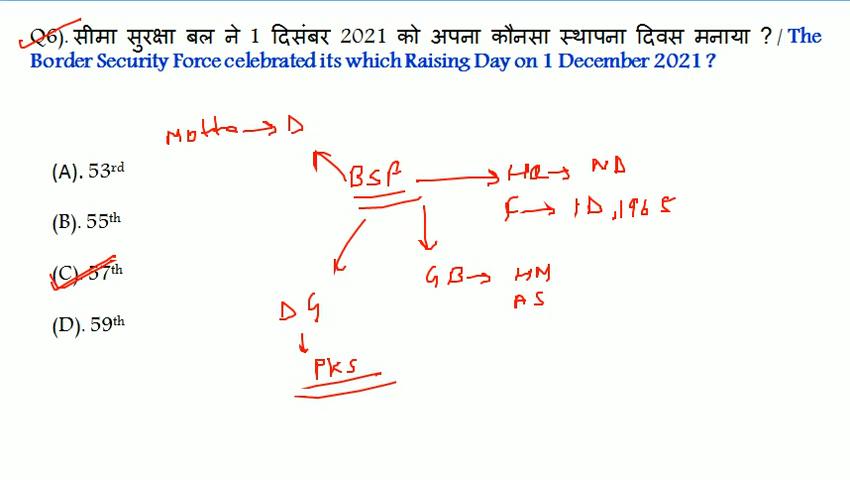 Q6). सीमा सुरक्षा बल ने 1 दिसंबर 2021 को अपना कौनसा स्थापना दिवस मनाया ? / The
Border Security Force celebrated its which Raising Day on 1 December 2021 ?
Motto → D
(A). 53rd
BSF → HQ → ND
F → 1D, 1965
(B). 55th
(C). 57th
GB → HM
AS
DG
(D). 59th
PKS